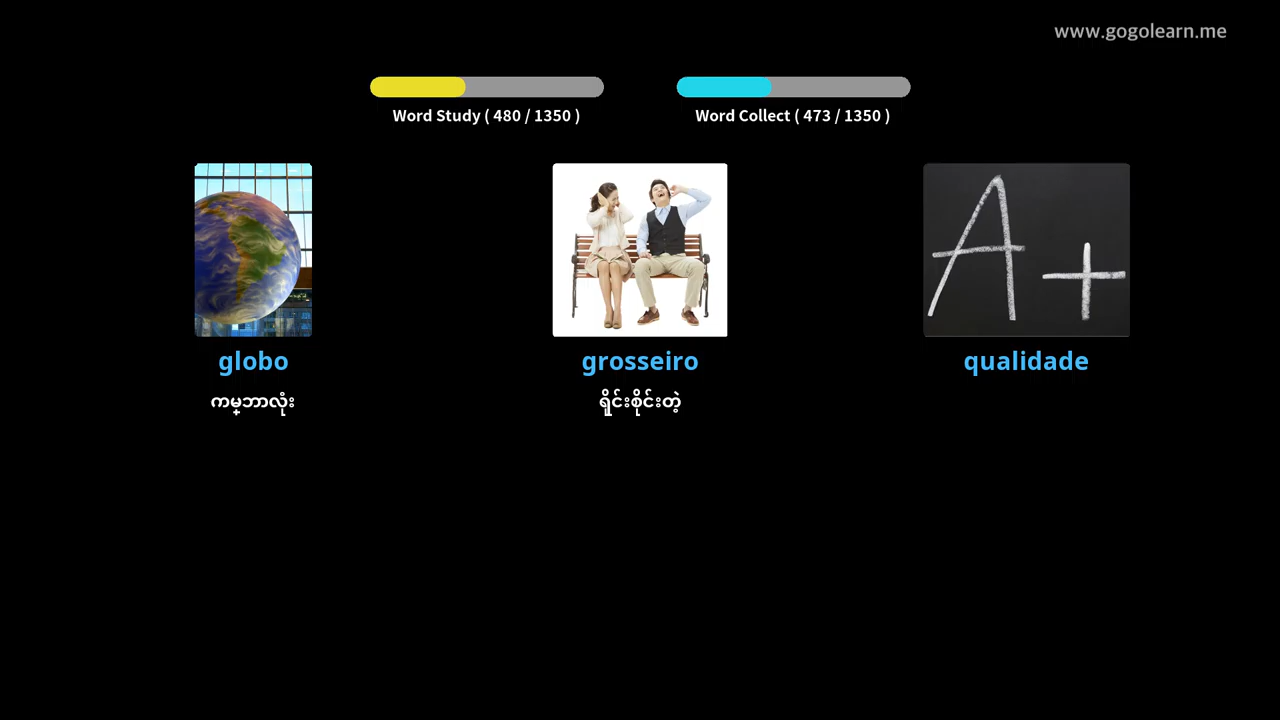 www.gogolearn.me
Word Study ( 480 / 1350 )
Word Collect ( 473 / 1350 )
A+
globo
grosseiro
qualidade
ကမ္ဘာလုံး
ရိုင်းစိုင်းတဲ့